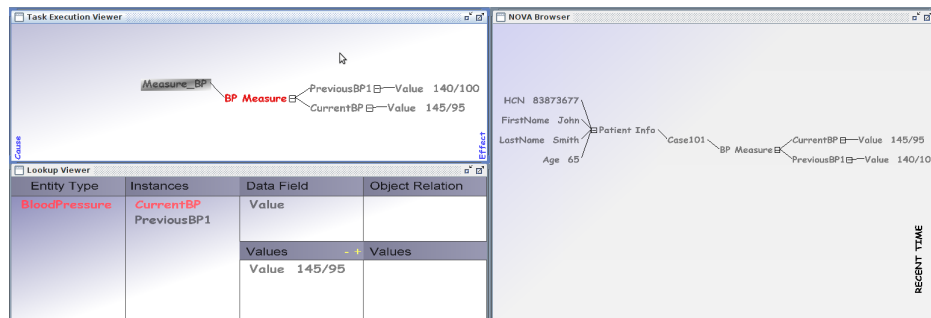 Task Execution Viewer
Measure_BP
BP Measure
PreviousBP1 Value 140/100
CurrentBP Value 145/95
Cause
Effect
Lookup Viewer
Entity Type Instances Data Field Object Relation
BloodPressure CurrentBP Value
PreviousBP1
Values - + Values
Value 145/95
NOVA Browser
HCN 83873677
FirstName John
LastName Smith
Age 65
Patient Info
Case101
BP Measure
CurrentBP Value 145/95
PreviousBP1 Value 140/10
RECENT TIME